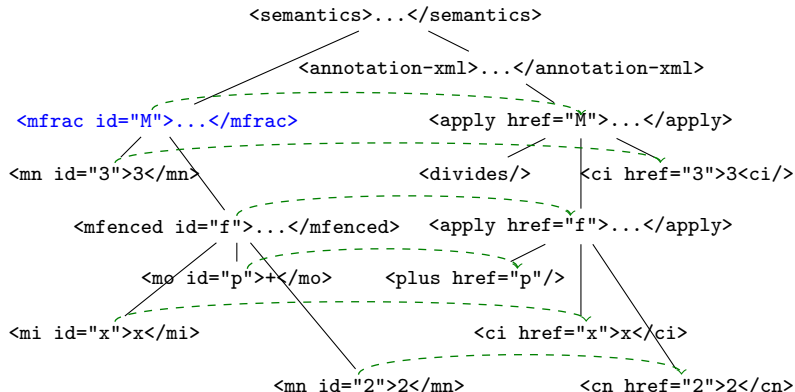 <semantics>...</semantics>
<annotation-xml>...</annotation-xml>
<mfrac id="M">...</mfrac> <apply href="M">...</apply>
<mn id="3">3</mn> <divides/> <ci href="3">3<ci/>
<mfenced id="f">...</mfenced> <apply href="f">...</apply>
<mo id="p">+</mo> <plus href="p"/>
<mi id="x">x</mi> <ci href="x">x</ci>
<mn id="2">2</mn> <cn href="2">2</cn>